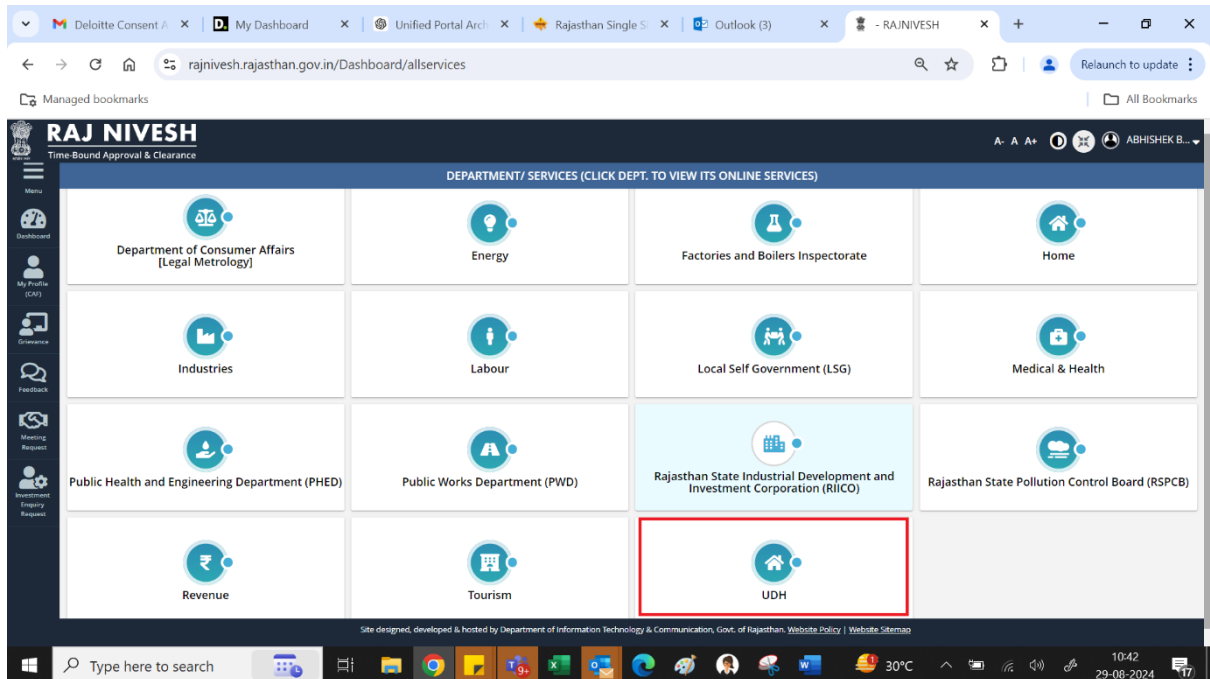 Deloitte Consent A
My Dashboard
Unified Portal Arch
Rajasthan Single S
Outlook (3)
- RAJNIVESH
rajnivesh.rajasthan.gov.in/Dashboard/allservices
Relaunch to update
Managed bookmarks
All Bookmarks
RAJ NIVESH
Time-Bound Approval & Clearance
A- A A+
ABHISHEK B...
Menu
DEPARTMENT/ SERVICES (CLICK DEPT. TO VIEW ITS ONLINE SERVICES)
Dashboard
My Profile
(CAF)
Grievance
Feedback
Meeting
Request
Investment
Enquiry
Request
Department of Consumer Affairs
[Legal Metrology]
Energy
Factories and Boilers Inspectorate
Home
Industries
Labour
Local Self Government (LSG)
Medical & Health
Public Health and Engineering Department (PHED)
Public Works Department (PWD)
Rajasthan State Industrial Development and
Investment Corporation (RIICO)
Rajasthan State Pollution Control Board (RSPCB)
Revenue
Tourism
UDH
Site designed, developed & hosted by Department of Information Technology & Communication, Govt. of Rajasthan. Website Policy | Website Sitemap
Type here to search
30°C
10:42
29-08-2024
17